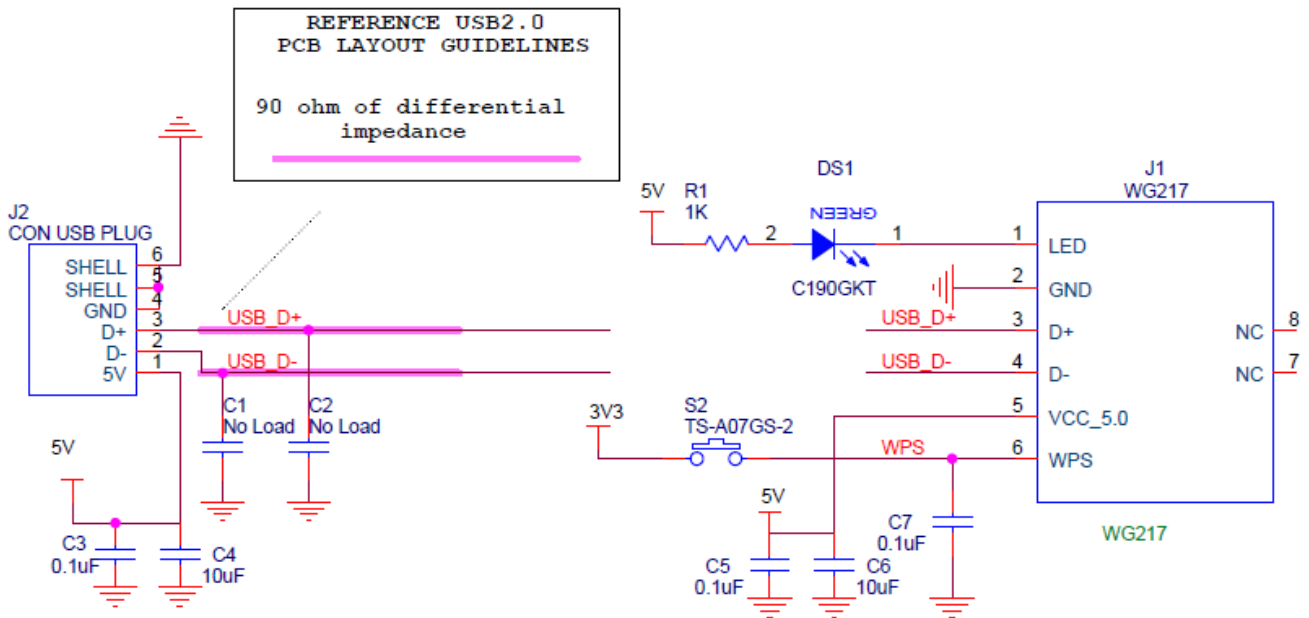 REFERENCE USB2.0
PCB LAYOUT GUIDELINES
90 ohm of differential
impedance
J2
CON USB PLUG
SHELL 6
SHELL 5
GND 4
D+ 3
D- 2
5V 1
USB_D+
USB_D-
C1
No Load
C2
No Load
5V
C3
0.1uF
C4
10uF
5V
R1
1K
2
DS1
GREEN
1
C190GKT
J1
WG217
1 LED
2 GND
USB_D+ 3 D+
USB_D- 4 D-
5 VCC_5.0
WPS 6 WPS
NC 8
NC 7
3V3
S2
TS-A07GS-2
5V
C5
0.1uF
C6
10uF
C7
0.1uF
WG217